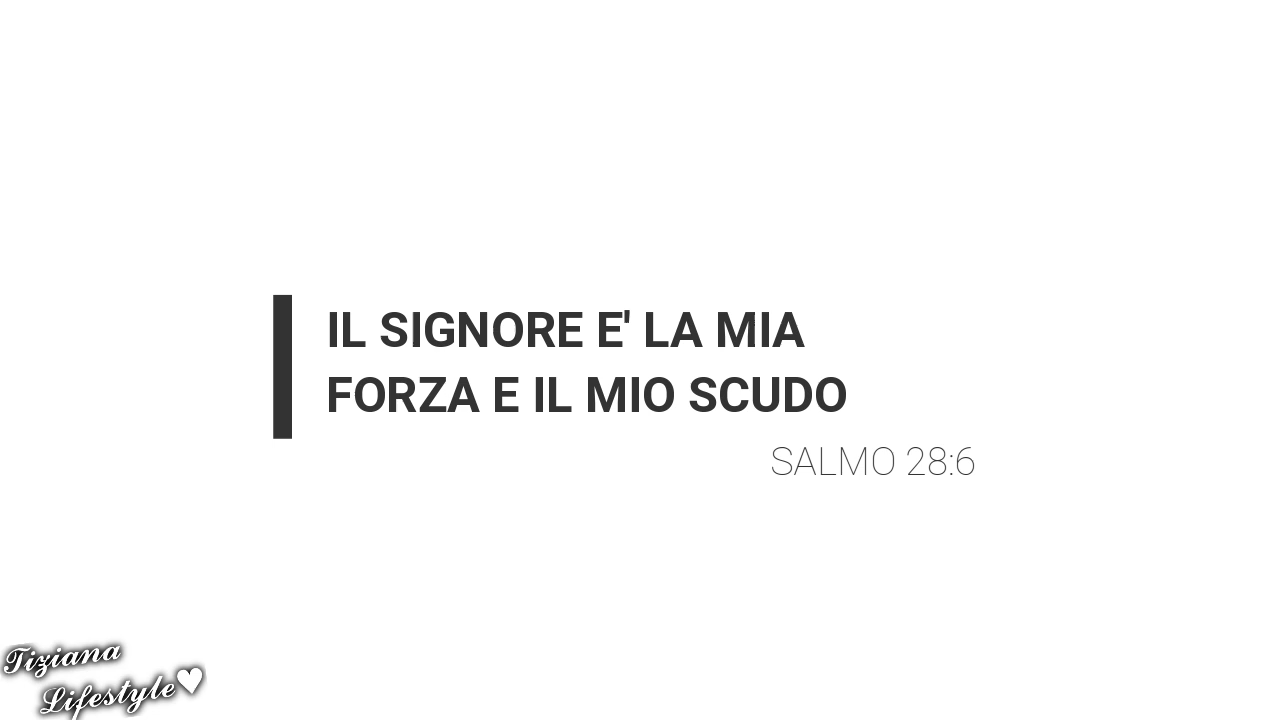 IL SIGNORE E' LA MIA
FORZA E IL MIO SCUDO
SALMO 28:6
Tiziana
Lifestyle♥